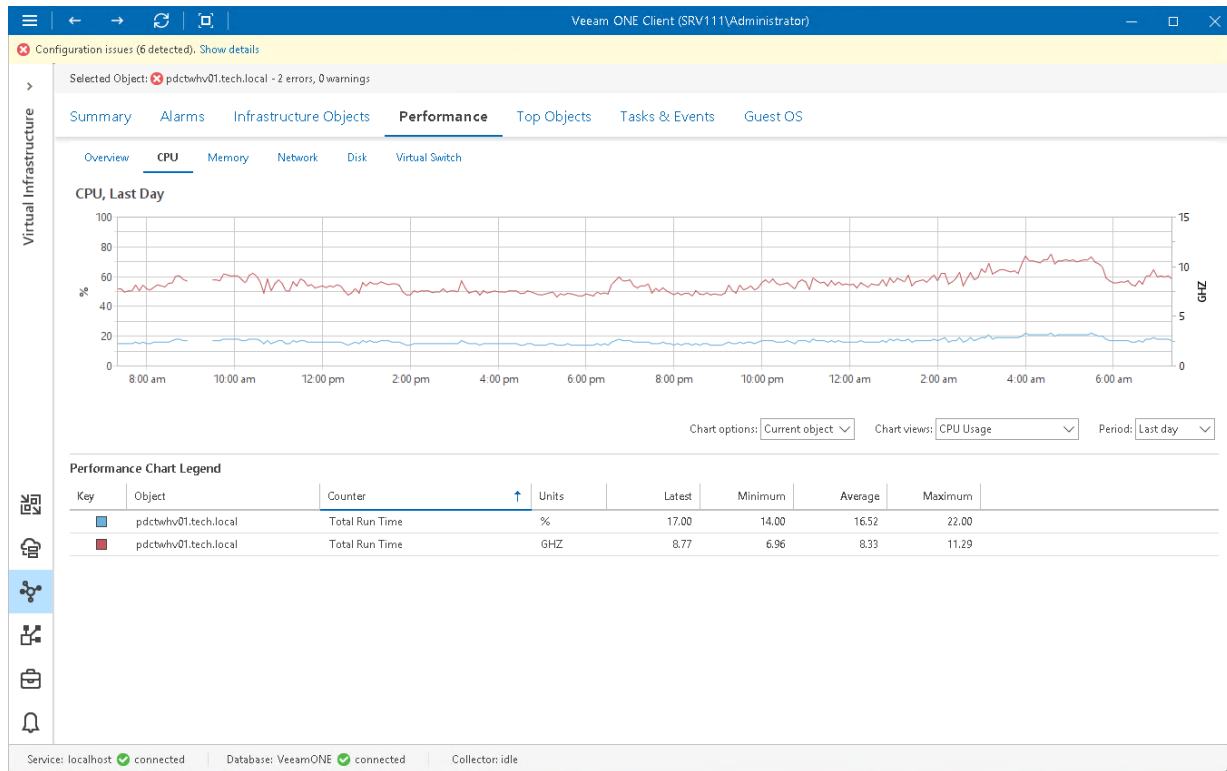 Veeam ONE Client (SRV111\Administrator)
Configuration issues (6 detected). Show details
Virtual Infrastructure
Selected Object: pdctwhv01.tech.local - 2 errors, 0 warnings
Summary Alarms Infrastructure Objects Performance Top Objects Tasks & Events Guest OS
Overview CPU Memory Network Disk Virtual Switch
CPU, Last Day
100 15
80
60 10
% GHZ
40
5
20
0 0
8:00 am 10:00 am 12:00 pm 2:00 pm 4:00 pm 6:00 pm 8:00 pm 10:00 pm 12:00 am 2:00 am 4:00 am 6:00 am
Chart options: Current object Chart views: CPU Usage Period: Last day
Performance Chart Legend
Key Object Counter Units Latest Minimum Average Maximum
pdctwhv01.tech.local Total Run Time % 17.00 14.00 16.52 22.00
pdctwhv01.tech.local Total Run Time GHZ 8.77 6.96 8.33 11.29
Service: localhost connected Database: VeeamONE connected Collector: idle